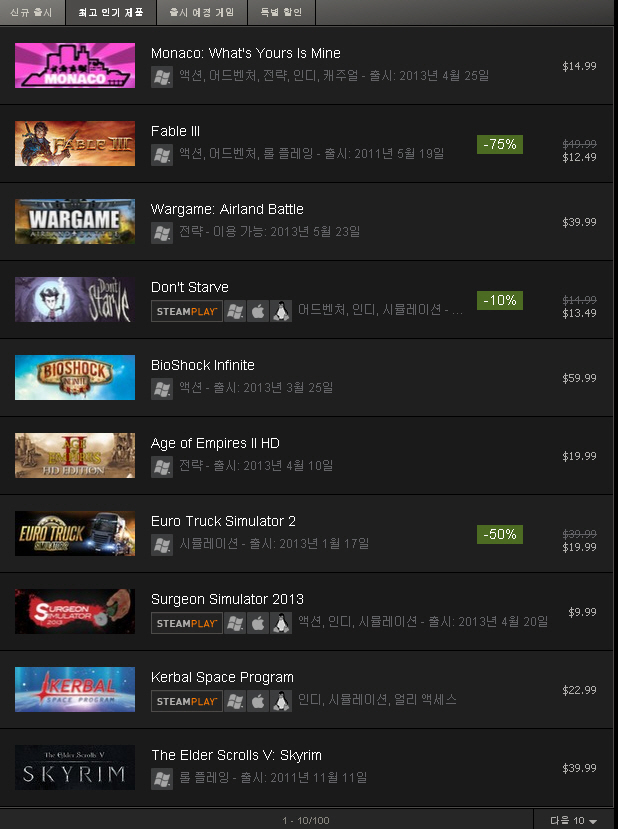 신규 출시 최고 인기 제품 출시 예정 게임 특별 할인
MONACO
Monaco: What's Yours Is Mine
액션, 어드벤처, 전략, 인디, 캐주얼 - 출시: 2013년 4월 25일
$14.99
FABLE III
Fable III
액션, 어드벤처, 롤 플레잉 - 출시: 2011년 5월 19일
-75%
$49.99
$12.49
WARGAME
AIRLAND BATTLE
Wargame: Airland Battle
전략 - 이용 가능: 2013년 5월 23일
$39.99
Don't
Starve
Don't Starve
STEAMPLAY 어드벤처, 인디, 시뮬레이션 - ...
-10%
$14.99
$13.49
BIOSHOCK
INFINITE
BioShock Infinite
액션 - 출시: 2013년 3월 25일
$59.99
AGE OF
EMPIRES
II
HD EDITION
Age of Empires II HD
전략 - 출시: 2013년 4월 10일
$19.99
EURO TRUCK
SIMULATOR 2
Euro Truck Simulator 2
시뮬레이션 - 출시: 2013년 1월 17일
-50%
$39.99
$19.99
SURGEON
SIMULATOR
2013
Surgeon Simulator 2013
STEAMPLAY 액션, 인디, 시뮬레이션 - 출시: 2013년 4월 20일
$9.99
KERBAL
SPACE PROGRAM
Kerbal Space Program
STEAMPLAY 인디, 시뮬레이션, 얼리 액세스
$22.99
The Elder Scrolls V
SKYRIM
The Elder Scrolls V: Skyrim
롤 플레잉 - 출시: 2011년 11월 11일
$39.99
1 - 10/100
다음 10